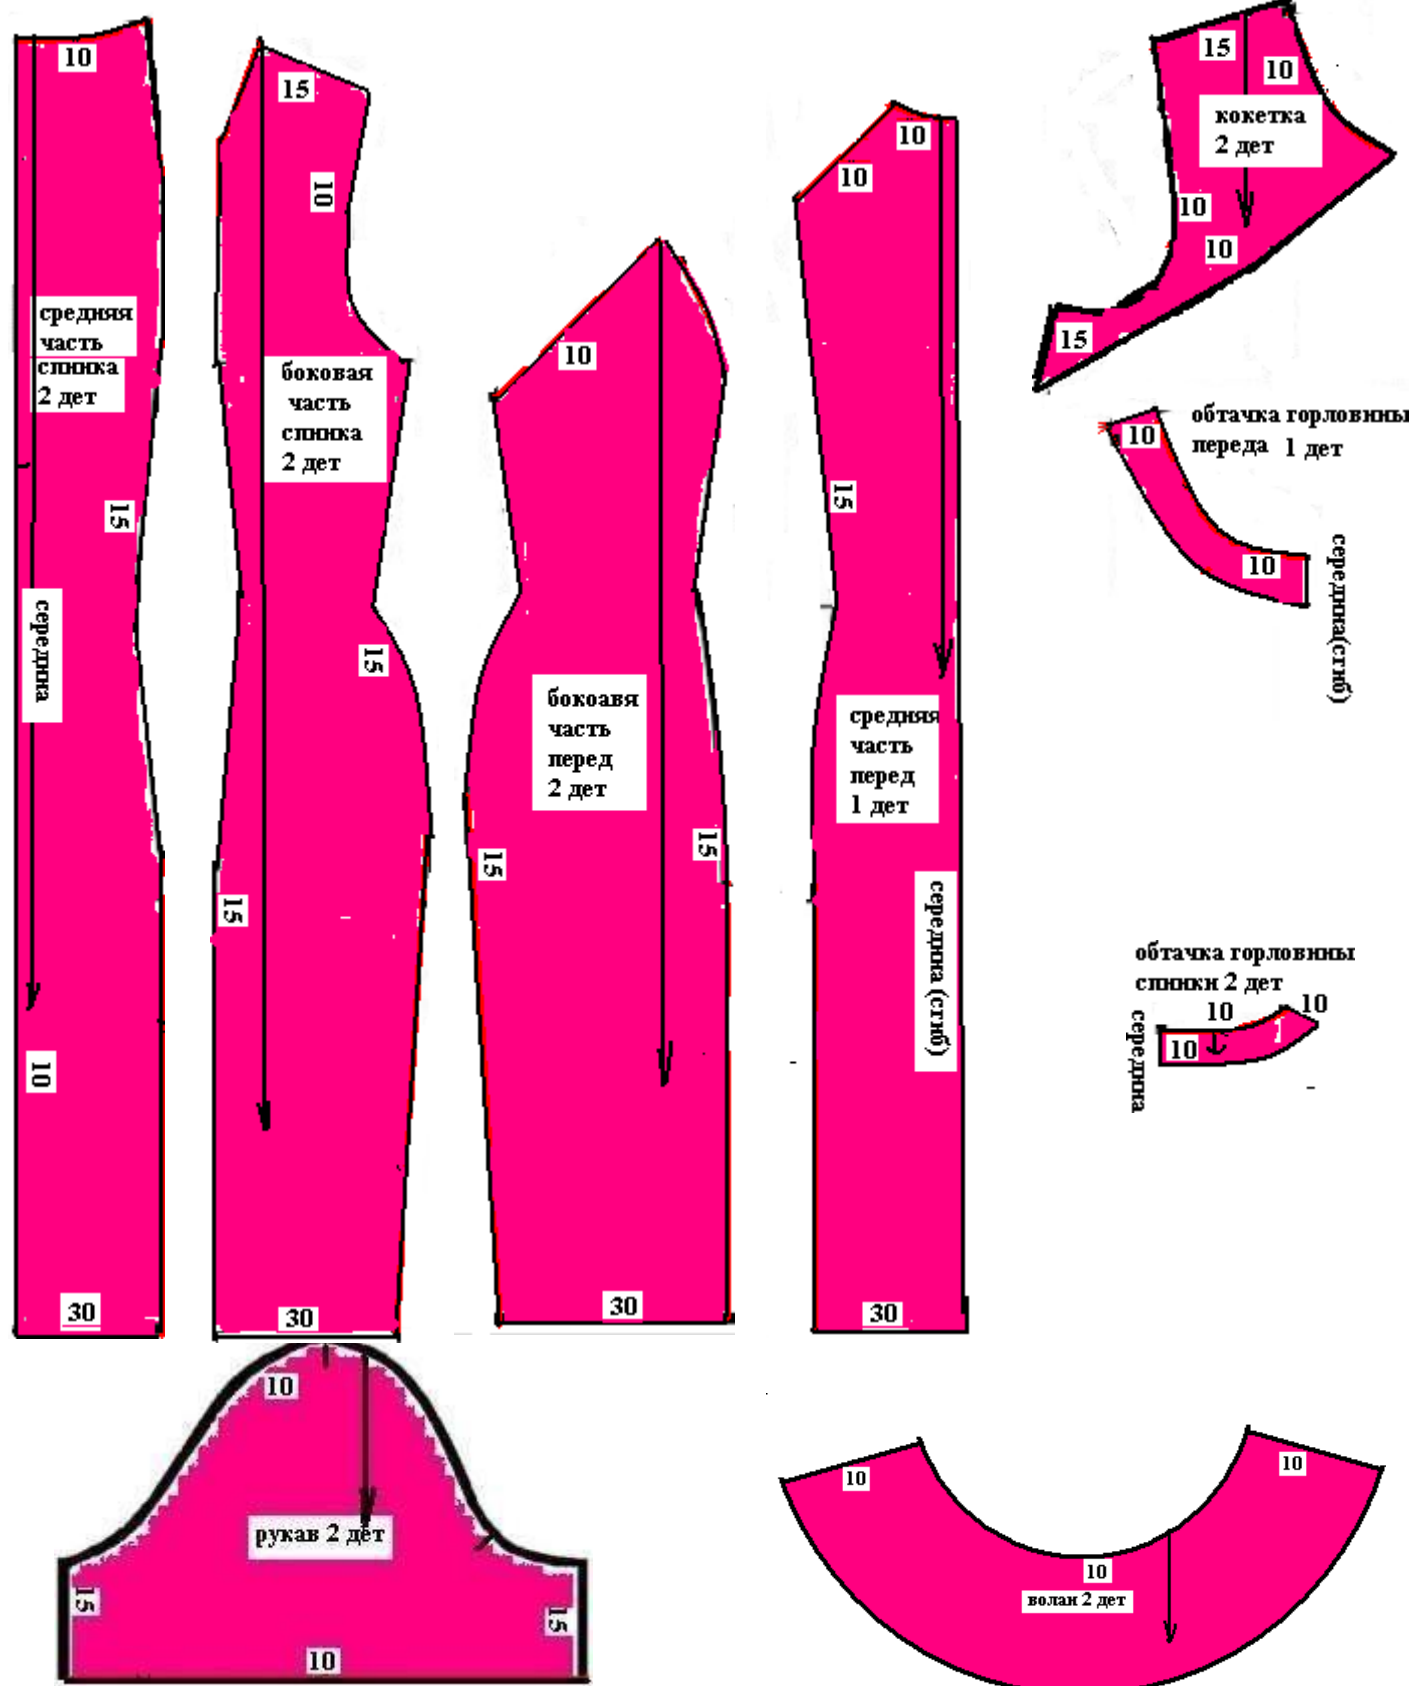 10
средняя
часть
спинка
2 дет
15
середина
10
30
15
10
боковая
часть
спинка
2 дет
15
15
30
10
бокоавя
часть
перед
2 дет
15
15
30
10
10
15
средняя
часть
перед
1 дет
середина (сгиб)
30
15
10
кокетка
2 дет
10
10
15
обтачка горловины
переда 1 дет
10
10
середина(сгиб)
обтачка горловины
спинки 2 дет
10
10
10
середина
10
рукав 2 дет
15
15
10
10
10
10
волан 2 дет